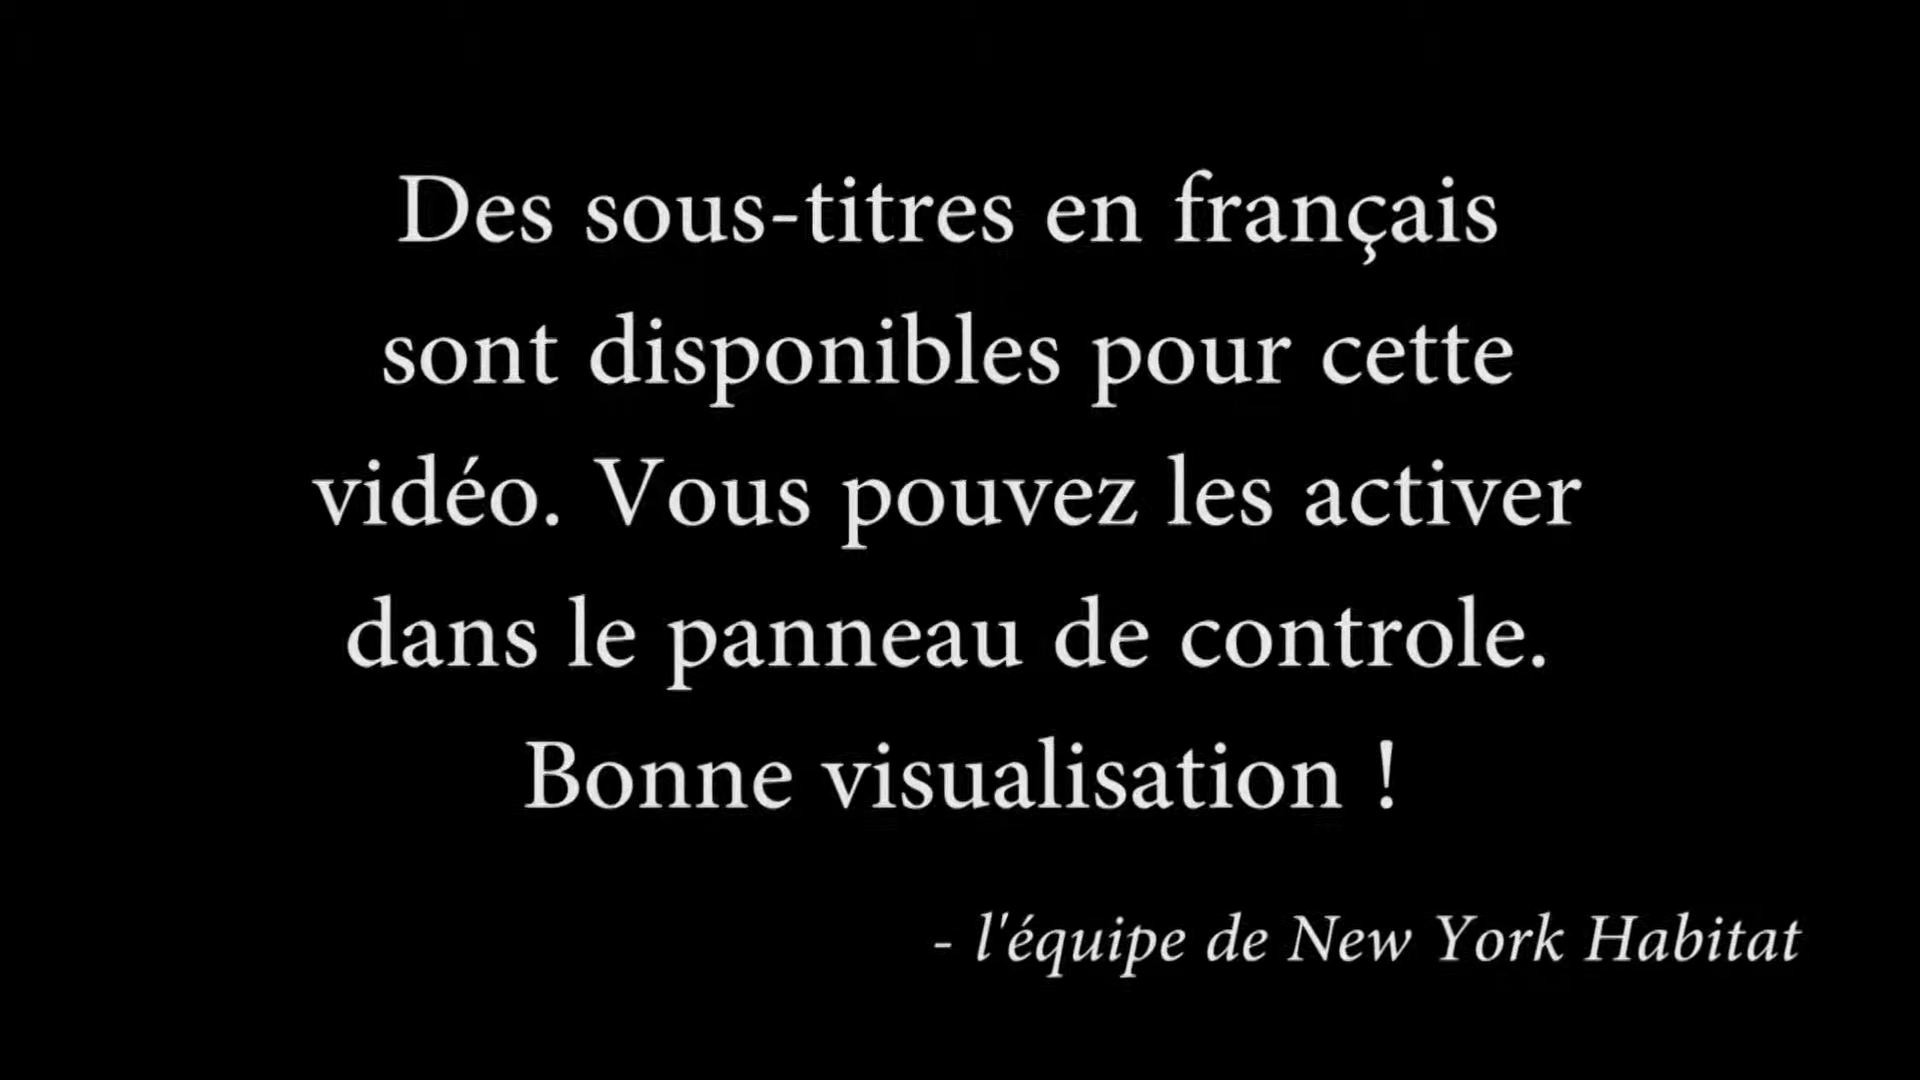 Des sous-titres en français
sont disponibles pour cette
vidéo. Vous pouvez les activer
dans le panneau de controle.
Bonne visualisation !
- l'équipe de New York Habitat